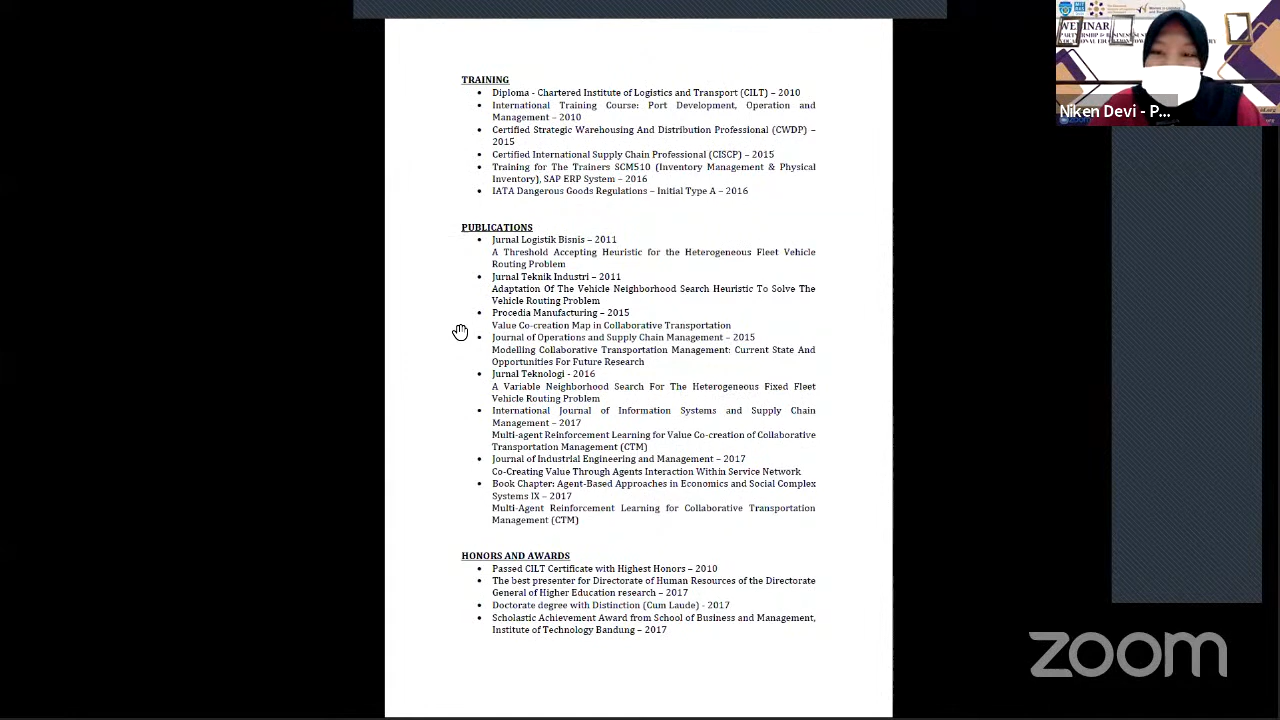 TRAINING
• Diploma - Chartered Institute of Logistics and Transport (CILT) – 2010
• International Training Course: Port Development, Operation and
Management – 2010
• Certified Strategic Warehousing And Distribution Professional (CWDP) –
2015
• Certified International Supply Chain Professional (CISCP) – 2015
• Training for The Trainers SCM510 (Inventory Management & Physical
Inventory), SAP ERP System – 2016
• IATA Dangerous Goods Regulations – Initial Type A – 2016
PUBLICATIONS
• Jurnal Logistik Bisnis – 2011
A Threshold Accepting Heuristic for the Heterogeneous Fleet Vehicle
Routing Problem
• Jurnal Teknik Industri – 2011
Adaptation Of The Vehicle Neighborhood Search Heuristic To Solve The
Vehicle Routing Problem
• Procedia Manufacturing – 2015
Value Co-creation Map in Collaborative Transportation
• Journal of Operations and Supply Chain Management – 2015
Modelling Collaborative Transportation Management: Current State And
Opportunities For Future Research
• Jurnal Teknologi - 2016
A Variable Neighborhood Search For The Heterogeneous Fixed Fleet
Vehicle Routing Problem
• International Journal of Information Systems and Supply Chain
Management – 2017
Multi-agent Reinforcement Learning for Value Co-creation of Collaborative
Transportation Management (CTM)
• Journal of Industrial Engineering and Management – 2017
Co-Creating Value Through Agents Interaction Within Service Network
• Book Chapter: Agent-Based Approaches in Economics and Social Complex
Systems IX – 2017
Multi-Agent Reinforcement Learning for Collaborative Transportation
Management (CTM)
HONORS AND AWARDS
• Passed CILT Certificate with Highest Honors – 2010
• The best presenter for Directorate of Human Resources of the Directorate
General of Higher Education research – 2017
• Doctorate degree with Distinction (Cum Laude) - 2017
• Scholastic Achievement Award from School of Business and Management,
Institute of Technology Bandung – 2017
WEBINAR
Niken Devi - P...
zoom